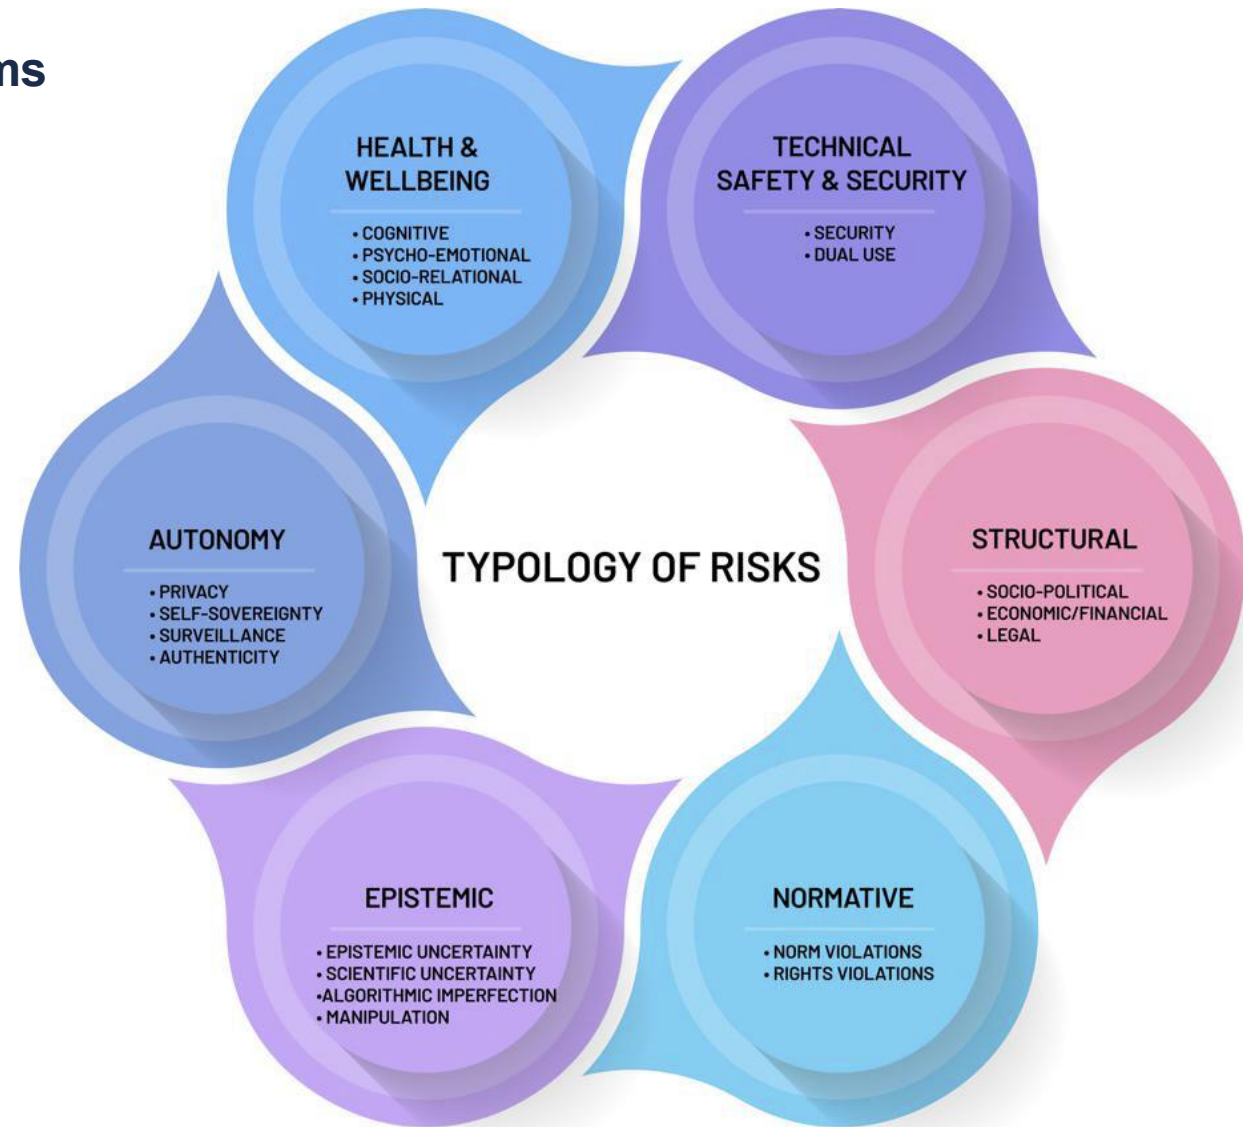 ms
HEALTH &
WELLBEING
• COGNITIVE
• PSYCHO-EMOTIONAL
• SOCIO-RELATIONAL
• PHYSICAL
TECHNICAL
SAFETY & SECURITY
• SECURITY
• DUAL USE
AUTONOMY
• PRIVACY
• SELF-SOVEREIGNTY
• SURVEILLANCE
• AUTHENTICITY
TYPOLOGY OF RISKS
STRUCTURAL
• SOCIO-POLITICAL
• ECONOMIC/FINANCIAL
• LEGAL
EPISTEMIC
• EPISTEMIC UNCERTAINTY
• SCIENTIFIC UNCERTAINTY
•ALGORITHMIC IMPERFECTION
• MANIPULATION
NORMATIVE
• NORM VIOLATIONS
• RIGHTS VIOLATIONS